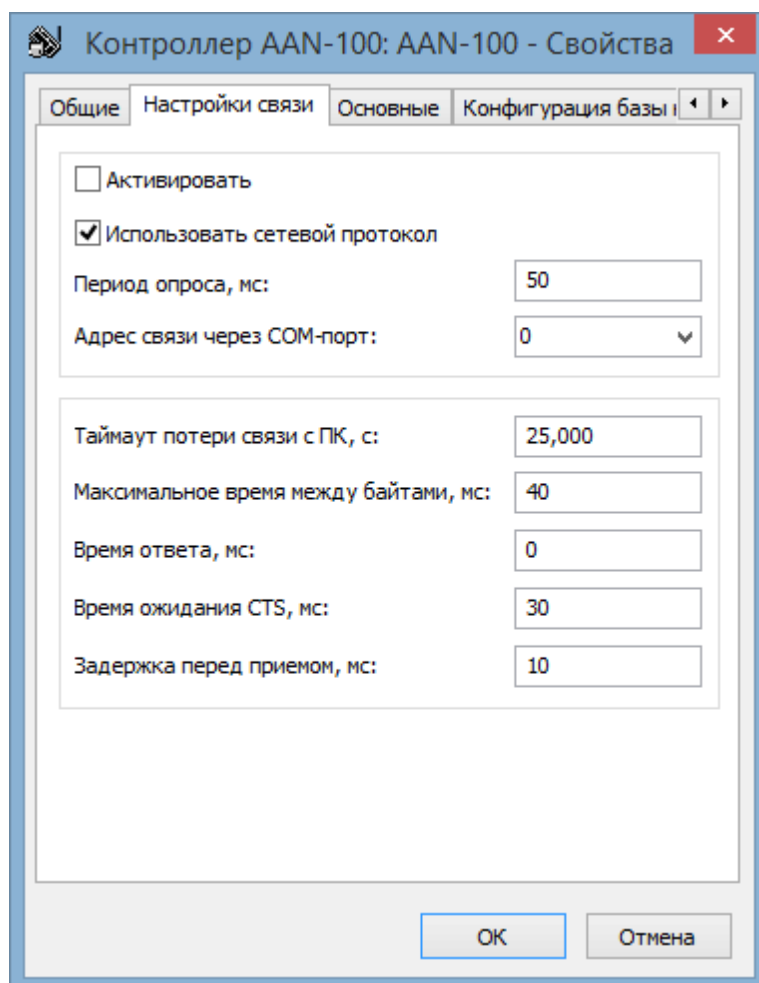 Контроллер AAN-100: AAN-100 - Свойства
Общие Настройки связи Основные Конфигурация базы
Активировать
Использовать сетевой протокол
Период опроса, мс: 50
Адрес связи через COM-порт: 0
Таймаут потери связи с ПК, с: 25,000
Максимальное время между байтами, мс: 40
Время ответа, мс: 0
Время ожидания CTS, мс: 30
Задержка перед приемом, мс: 10
OK Отмена